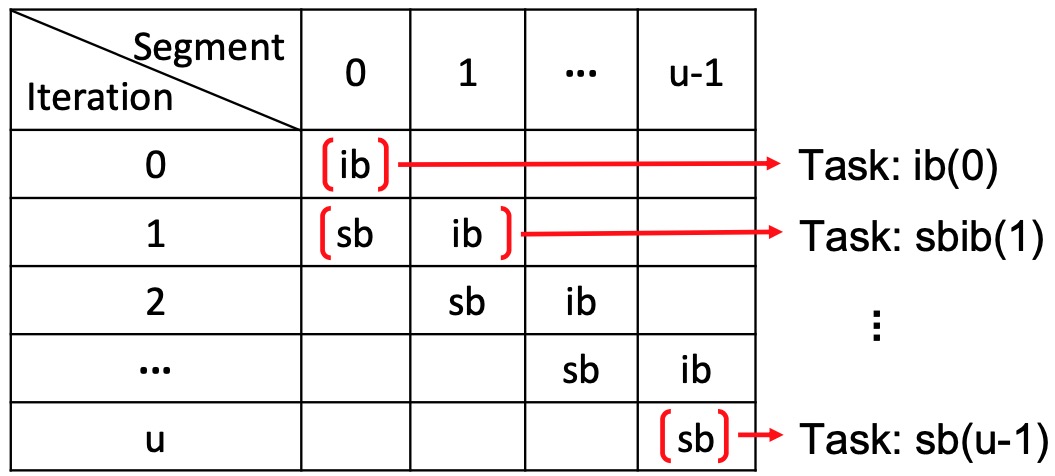 Segment
Iteration
0 1 ... u-1
0 ib Task: ib(0)
1 sb ib Task: sbib(1)
2 sb ib
⋮
... sb ib
u sb Task: sb(u-1)